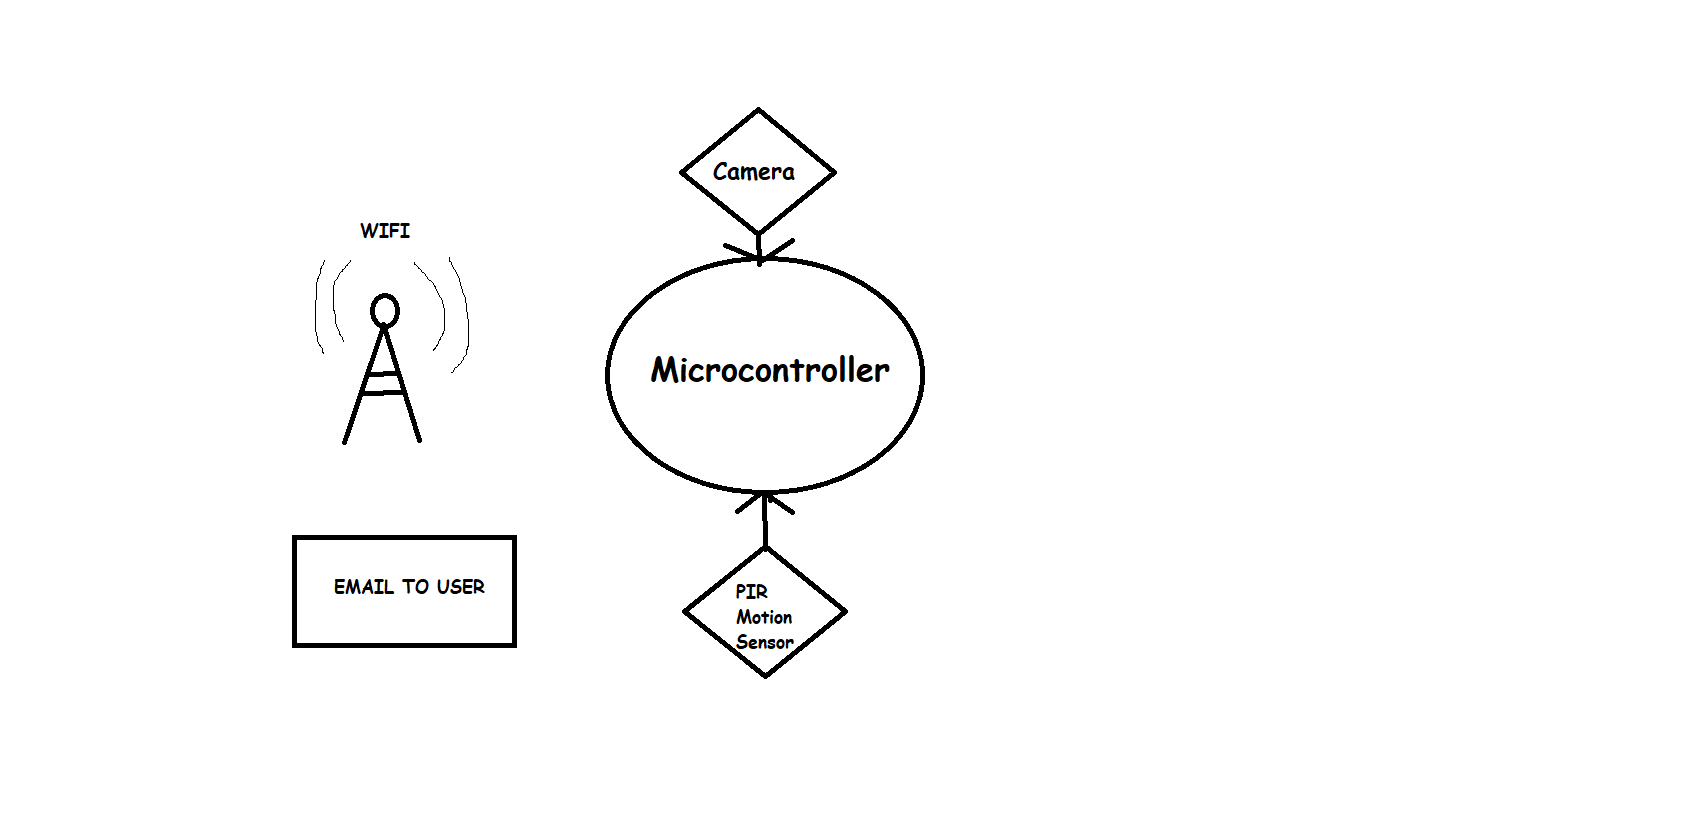 Camera
WIFI
Microcontroller
EMAIL TO USER
PIR
Motion
Sensor